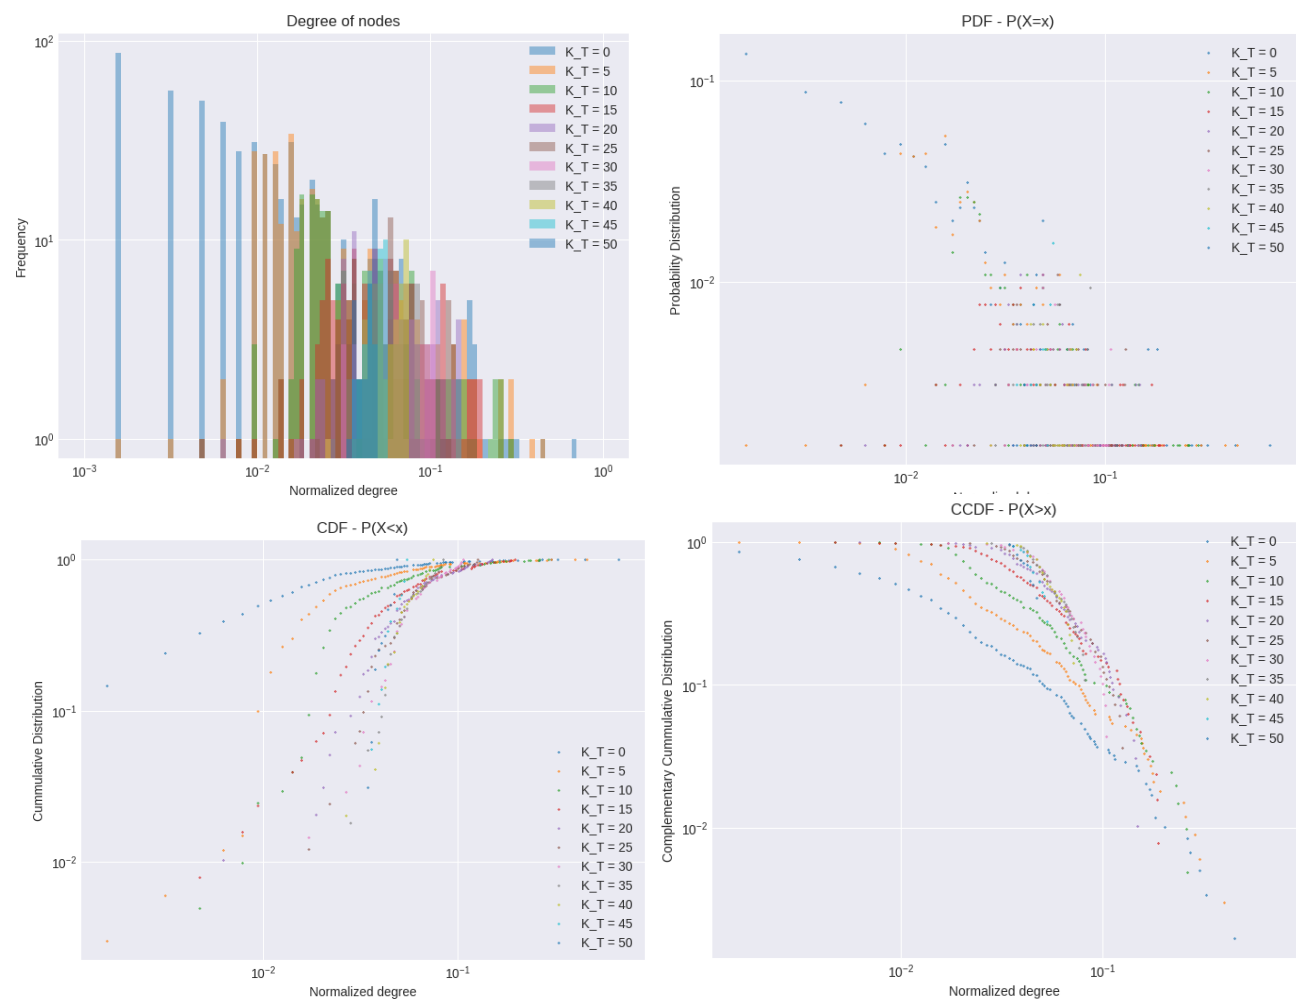 Degree of nodes
10²
10¹
10⁰
Frequency
10⁻³
10⁻²
10⁻¹
10⁰
Normalized degree
K_T = 0
K_T = 5
K_T = 10
K_T = 15
K_T = 20
K_T = 25
K_T = 30
K_T = 35
K_T = 40
K_T = 45
K_T = 50
PDF - P(X=x)
10⁻¹
10⁻²
Probability Distribution
10⁻²
10⁻¹
K_T = 0
K_T = 5
K_T = 10
K_T = 15
K_T = 20
K_T = 25
K_T = 30
K_T = 35
K_T = 40
K_T = 45
K_T = 50
CDF - P(X<x)
10⁰
10⁻¹
10⁻²
Cummulative Distribution
10⁻²
10⁻¹
Normalized degree
K_T = 0
K_T = 5
K_T = 10
K_T = 15
K_T = 20
K_T = 25
K_T = 30
K_T = 35
K_T = 40
K_T = 45
K_T = 50
CCDF - P(X>x)
10⁰
10⁻¹
10⁻²
Complementary Cummulative Distribution
10⁻²
10⁻¹
Normalized degree
K_T = 0
K_T = 5
K_T = 10
K_T = 15
K_T = 20
K_T = 25
K_T = 30
K_T = 35
K_T = 40
K_T = 45
K_T = 50